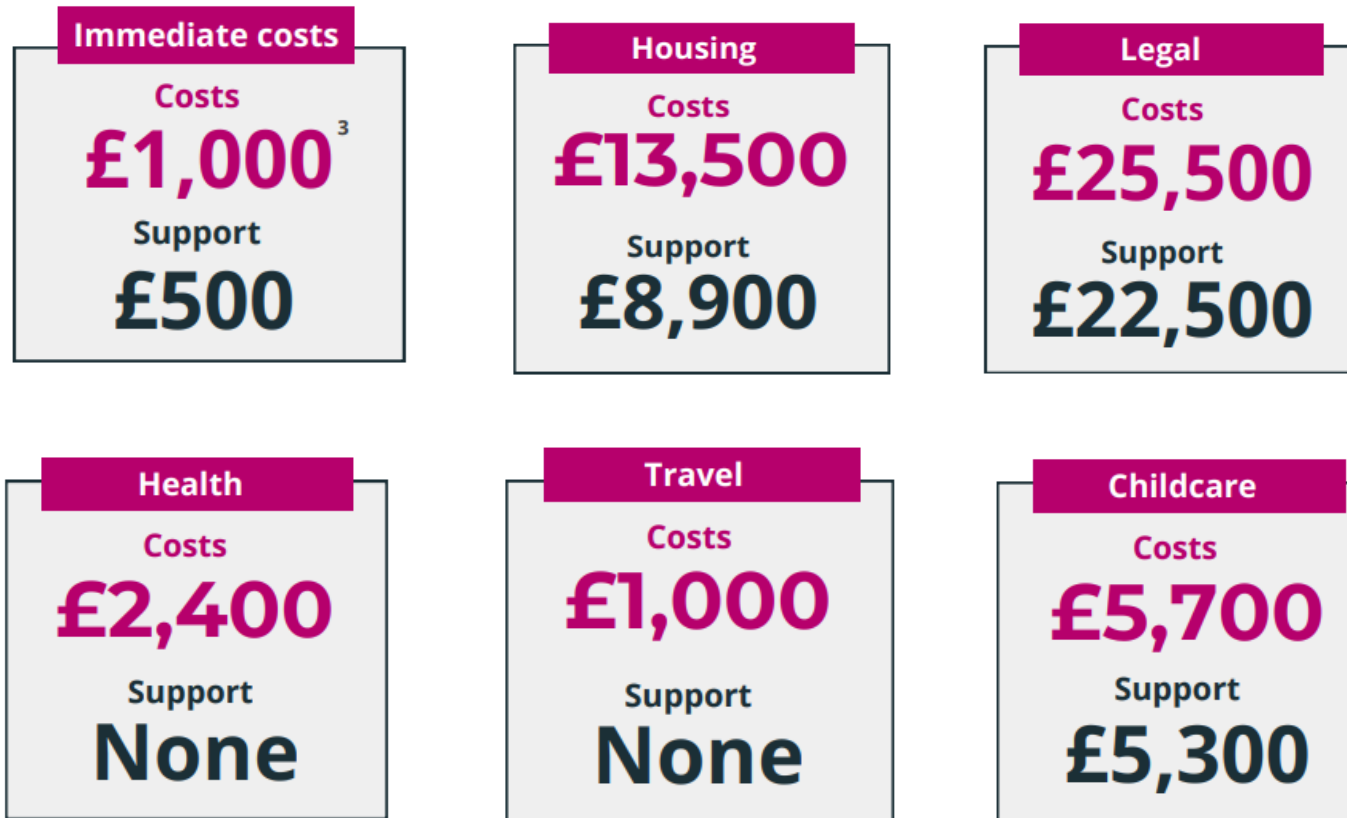 Immediate costs
Costs
£1,000 3
Support
£500
Housing
Costs
£13,500
Support
£8,900
Legal
Costs
£25,500
Support
£22,500
Health
Costs
£2,400
Support
None
Travel
Costs
£1,000
Support
None
Childcare
Costs
£5,700
Support
£5,300